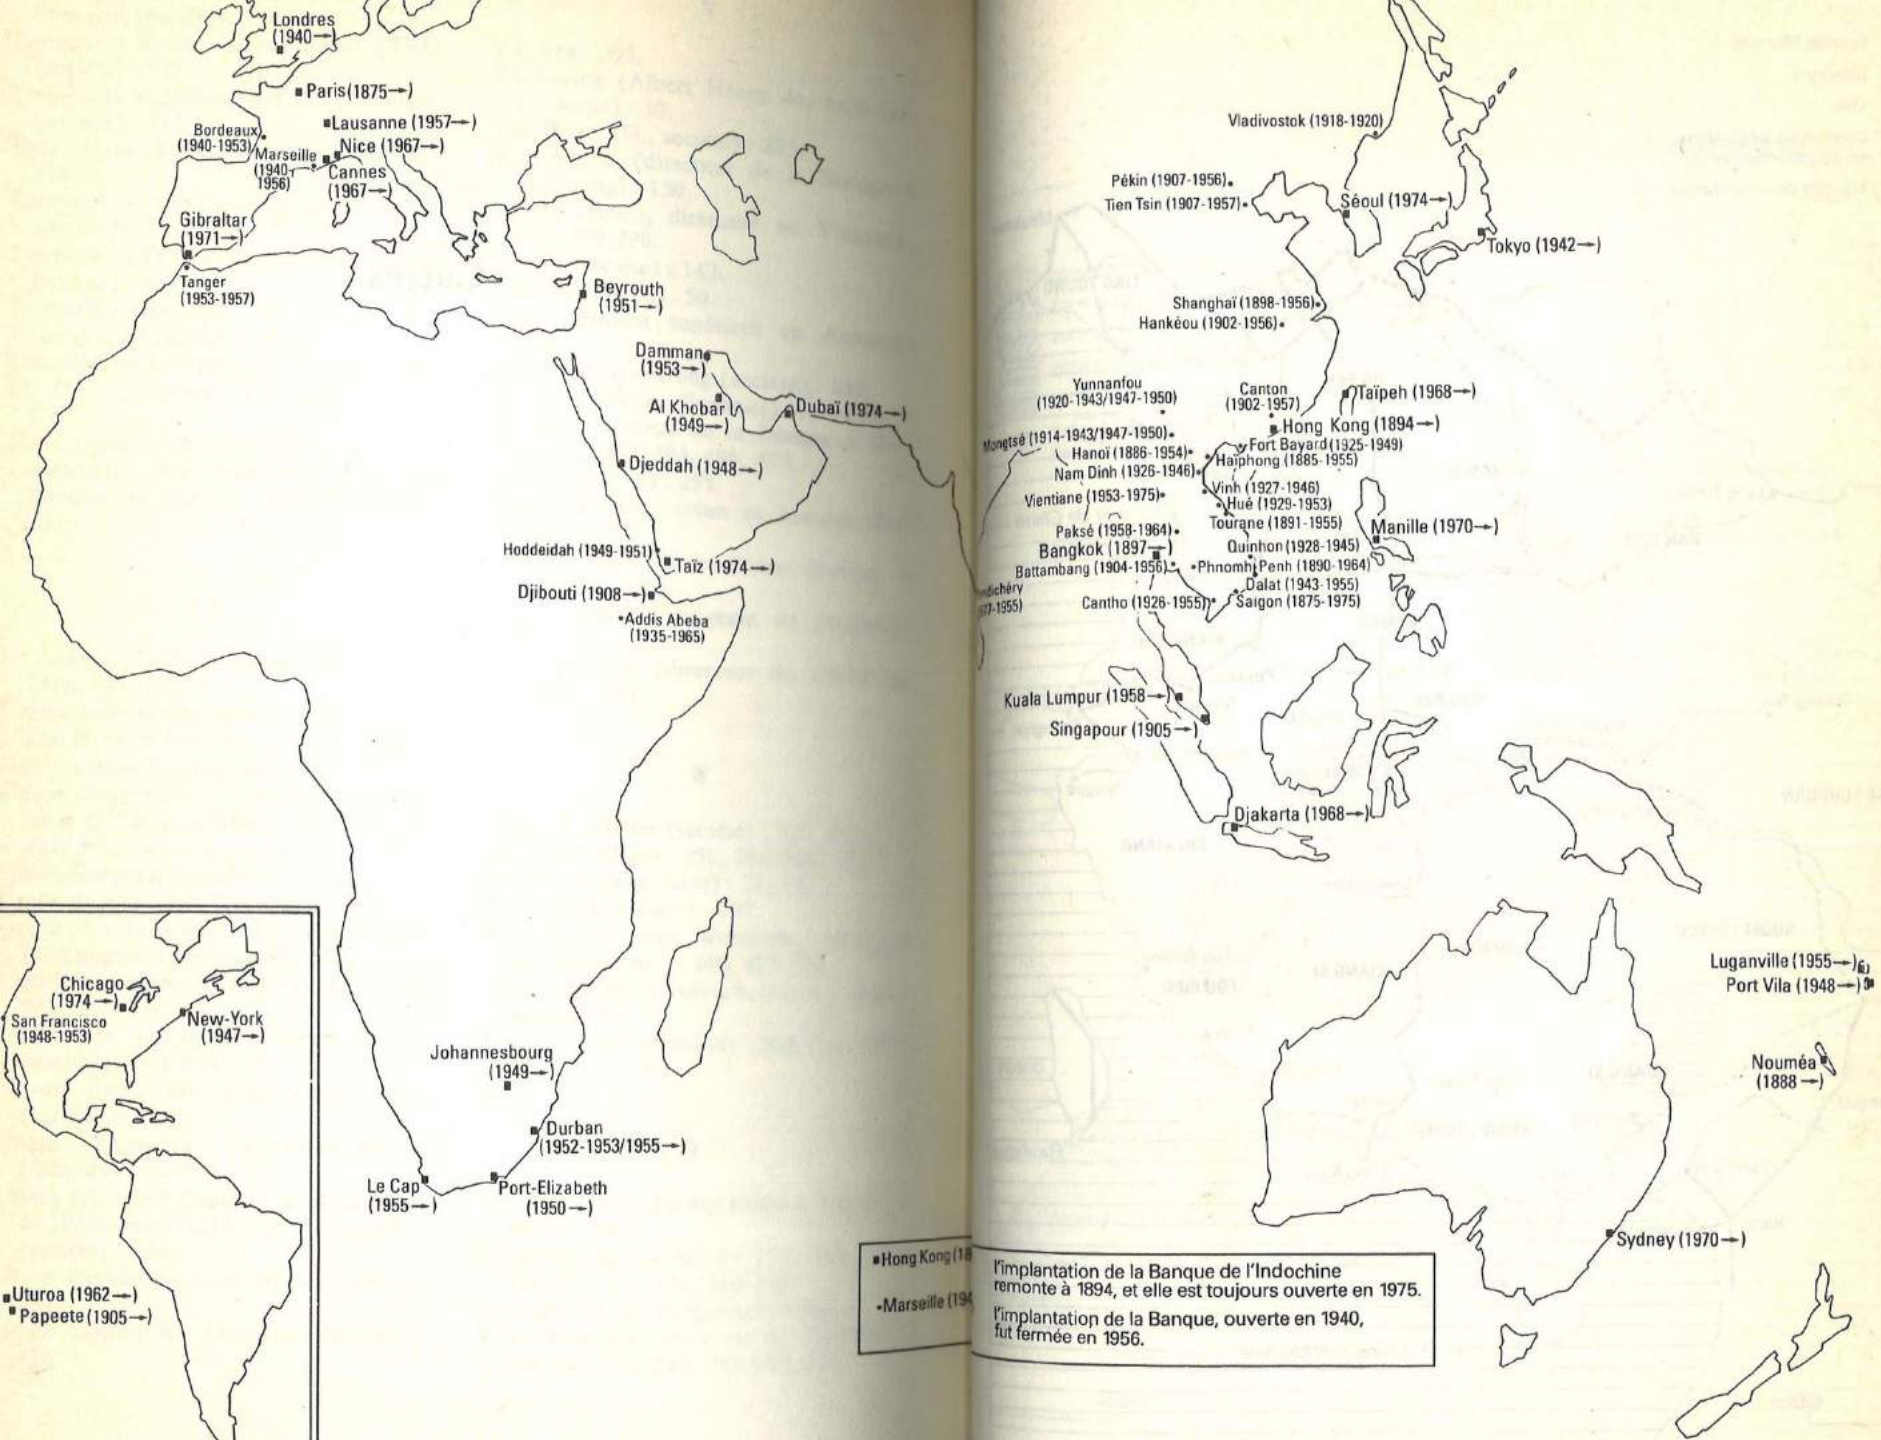 Londres
(1940→)
Paris (1875→)
Lausanne (1957→)
Bordeaux
(1940-1953)
Nice (1967→)
Marseille
(1940-
1956)
Cannes
(1967→)
Gibraltar
(1971→)
Tanger
(1953-1957)
Beyrouth
(1951→)
Damman
(1953→)
Al Khobar
(1949→)
Dubaï (1974→)
Djeddah (1948→)
Hoddeidah (1949-1951)
Taïz (1974→)
Djibouti (1908→)
Addis Abeba
(1935-1965)
Johannesbourg
(1949→)
Durban
(1952-1953/1955→)
Le Cap
(1955→)
Port-Elizabeth
(1950→)
Chicago
(1974→)
San Francisco
(1948-1953)
New-York
(1947→)
Uturoa (1962→)
Papeete (1905→)
Vladivostok (1918-1920)
Pékin (1907-1956)
Tien Tsin (1907-1957)
Séoul (1974→)
Tokyo (1942→)
Shanghaï (1898-1956)
Hankéou (1902-1956)
Yunnanfou
(1920-1943/1947-1950)
Canton
(1902-1957)
Taïpeh (1968→)
Hong Kong (1894→)
Mongtsé (1914-1943/1947-1950)
Fort Bayard (1925-1949)
Hanoï (1886-1954)
Haïphong (1885-1955)
Nam Dinh (1926-1946)
Vinh (1927-1946)
Vientiane (1953-1975)
Hué (1929-1953)
Tourane (1891-1955)
Manille (1970→)
Paksé (1958-1964)
Bangkok (1897→)
Quinhon (1928-1945)
Battambang (1904-1956)
Phnomh Penh (1890-1964)
Dalat (1943-1955)
ndichéry
77-1955)
Cantho (1926-1955)
Saïgon (1875-1975)
Kuala Lumpur (1958→)
Singapour (1905→)
Djakarta (1968→)
Luganville (1955→)
Port Vila (1948→)
Nouméa
(1888→)
Sydney (1970→)
Hong Kong (18
l'implantation de la Banque de l'Indochine
remonte à 1894, et elle est toujours ouverte en 1975.
Marseille (194
l'implantation de la Banque, ouverte en 1940,
fut fermée en 1956.